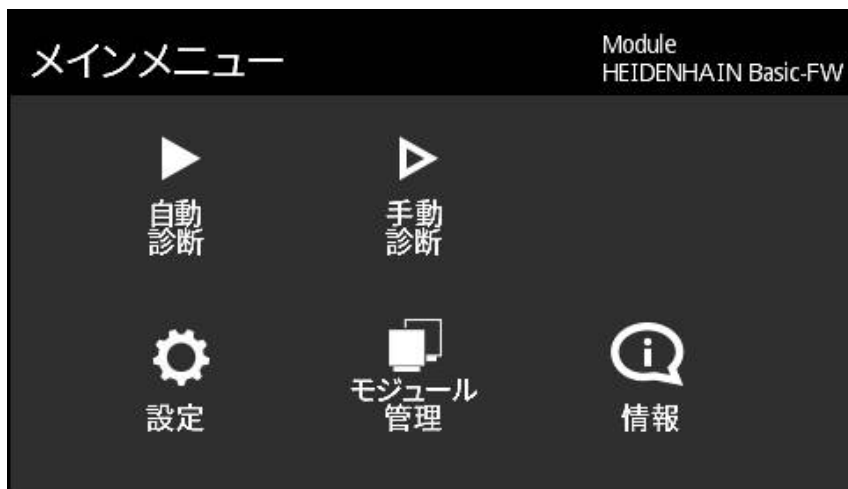 メインメニュー
Module
HEIDENHAIN Basic-FW
自動
診断
手動
診断
設定
モジュール
管理
情報